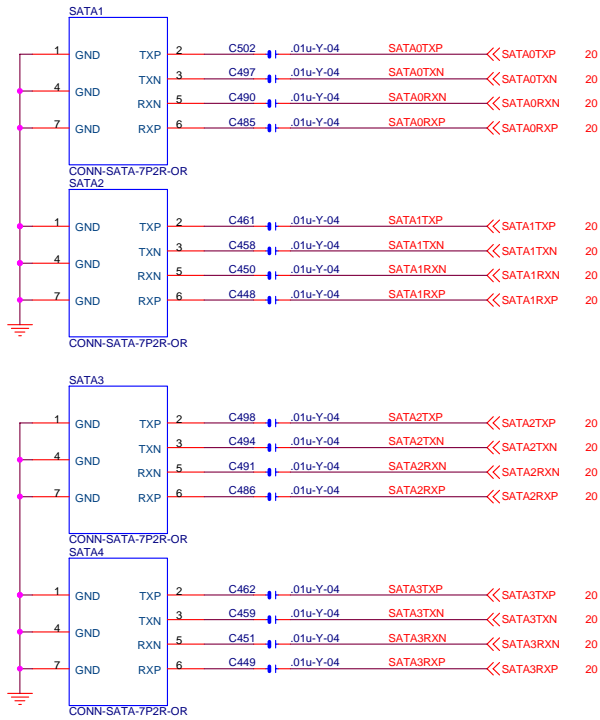 SATA1
1 GND TXP 2 C502 .01u-Y-04 SATA0TXP SATA0TXP 20
TXN 3 C497 .01u-Y-04 SATA0TXN SATA0TXN 20
4 GND
RXN 5 C490 .01u-Y-04 SATA0RXN SATA0RXN 20
7 GND RXP 6 C485 .01u-Y-04 SATA0RXP SATA0RXP 20
CONN-SATA-7P2R-OR
SATA2
1 GND TXP 2 C461 .01u-Y-04 SATA1TXP SATA1TXP 20
TXN 3 C458 .01u-Y-04 SATA1TXN SATA1TXN 20
4 GND
RXN 5 C450 .01u-Y-04 SATA1RXN SATA1RXN 20
7 GND RXP 6 C448 .01u-Y-04 SATA1RXP SATA1RXP 20
CONN-SATA-7P2R-OR
SATA3
1 GND TXP 2 C498 .01u-Y-04 SATA2TXP SATA2TXP 20
TXN 3 C494 .01u-Y-04 SATA2TXN SATA2TXN 20
4 GND
RXN 5 C491 .01u-Y-04 SATA2RXN SATA2RXN 20
7 GND RXP 6 C486 .01u-Y-04 SATA2RXP SATA2RXP 20
CONN-SATA-7P2R-OR
SATA4
1 GND TXP 2 C462 .01u-Y-04 SATA3TXP SATA3TXP 20
TXN 3 C459 .01u-Y-04 SATA3TXN SATA3TXN 20
4 GND
RXN 5 C451 .01u-Y-04 SATA3RXN SATA3RXN 20
7 GND RXP 6 C449 .01u-Y-04 SATA3RXP SATA3RXP 20
CONN-SATA-7P2R-OR